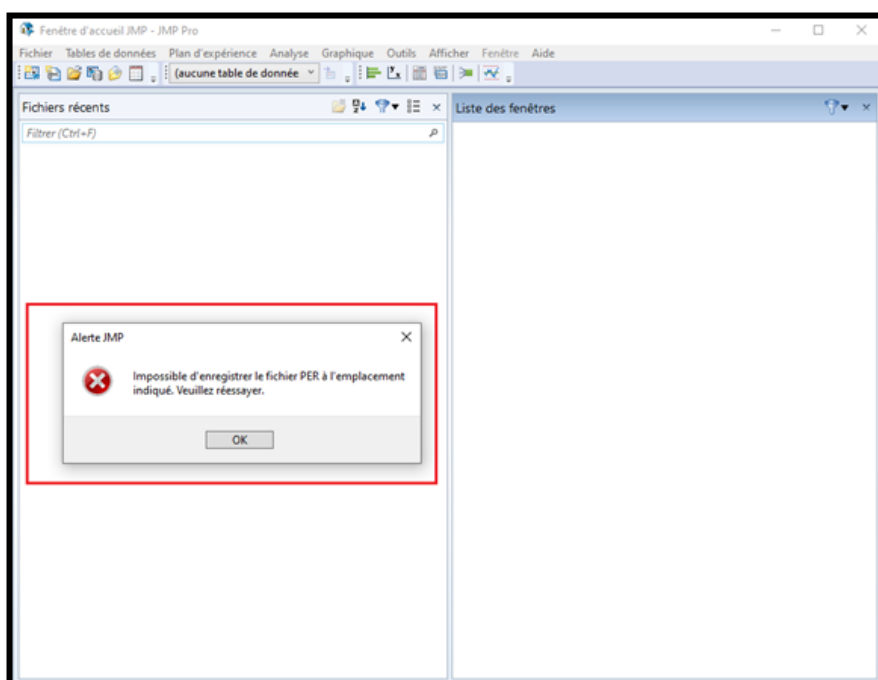 Fenêtre d'accueil JMP - JMP Pro
Fichier Tables de données Plan d'expérience Analyse Graphique Outils Afficher Fenêtre Aide
(aucune table de donnée
Fichiers récents
Liste des fenêtres
Filtrer (Ctrl+F)
Alerte JMP
Impossible d'enregistrer le fichier PER à l'emplacement
indiqué. Veuillez réessayer.
OK